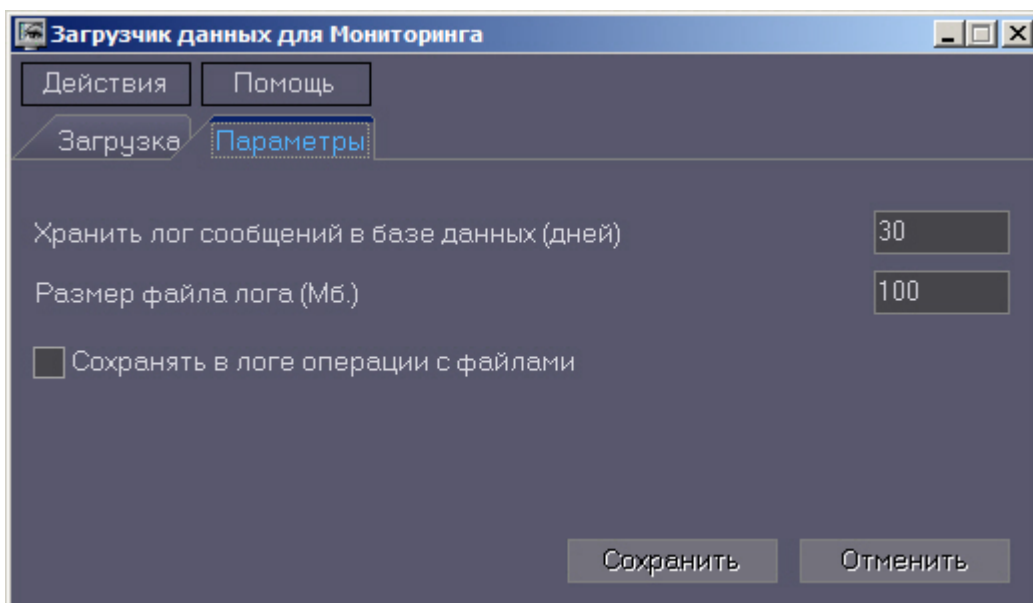 Загрузчик данных для Мониторинга
Действия Помощь
Загрузка Параметры
Хранить лог сообщений в базе данных (дней) 30
Размер файла лога (Мб.) 100
Сохранять в логе операции с файлами
Сохранить Отменить